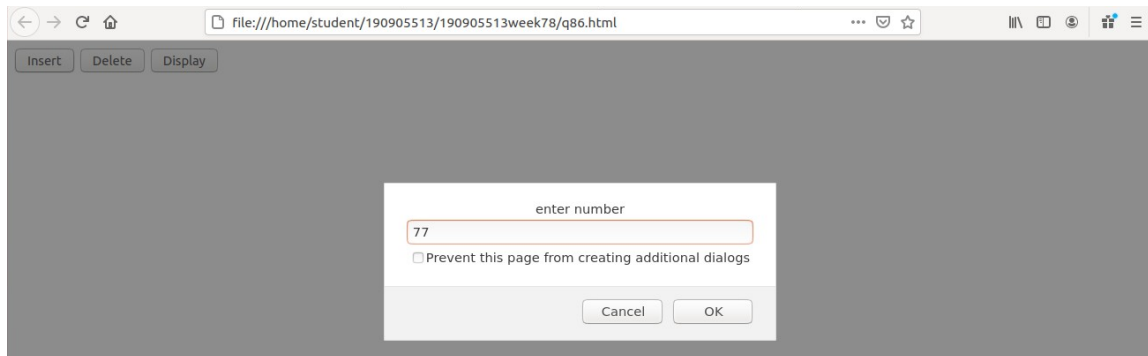 file:///home/student/190905513/190905513week78/q86.html
Insert Delete Display
enter number
77
Prevent this page from creating additional dialogs
Cancel OK